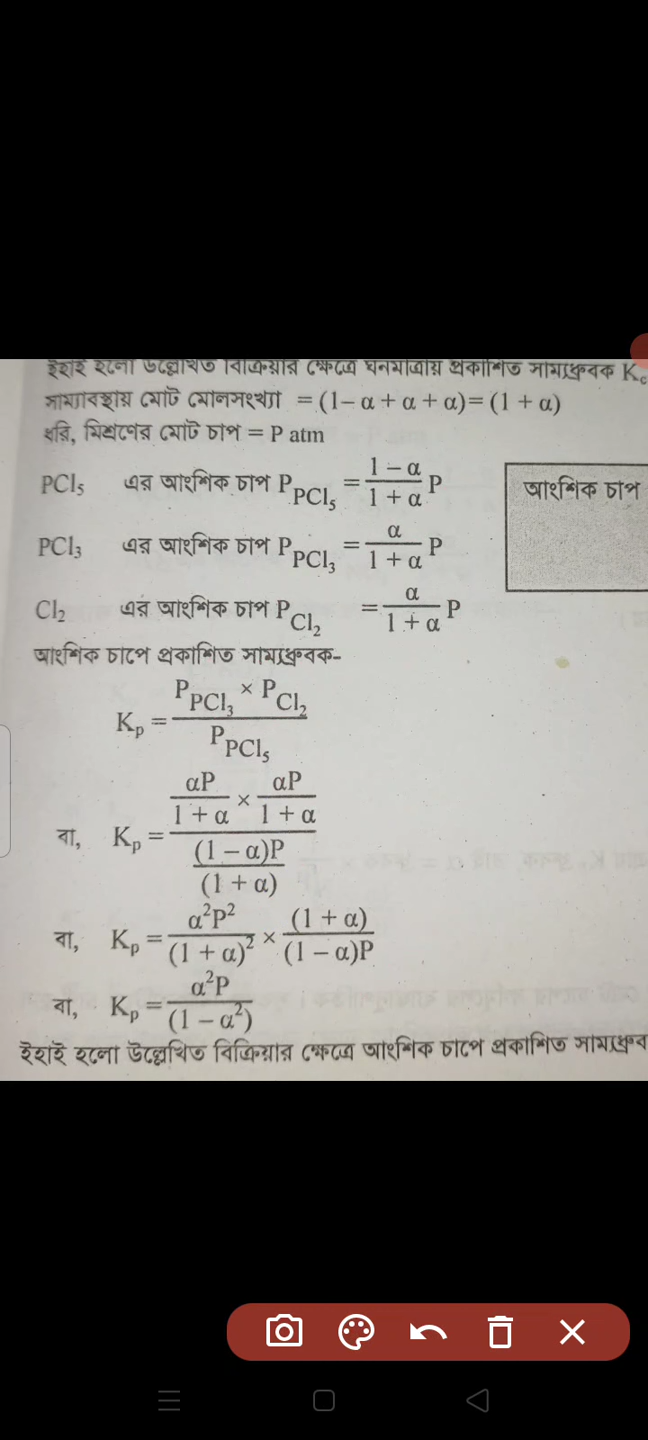 ইহাই হলো উল্লেখিত বিক্রিয়ার ক্ষেত্রে ঘনমাত্রায় প্রকাশিত সাম্যধ্রুবক K_c
সাম্যাবস্থায় মোট মোলসংখ্যা = (1− α + α + α)= (1 + α)
ধরি, মিশ্রণের মোট চাপ = P atm
PCl₅ এর আংশিক চাপ P_PCl₅ = (1 − α)/(1 + α) P
আংশিক চাপ
PCl₃ এর আংশিক চাপ P_PCl₃ = α/(1 + α) P
Cl₂ এর আংশিক চাপ P_Cl₂ = α/(1 + α) P
আংশিক চাপে প্রকাশিত সাম্যধ্রুবক-
K_p = (P_PCl₃ × P_Cl₂)/P_PCl₅
বা, K_p = (αP/(1 + α) × αP/(1 + α))/((1 − α)P/(1 + α))
বা, K_p = α²P²/(1 + α)² × (1 + α)/(1 − α)P
বা, K_p = α²P/(1 − α²)
ইহাই হলো উল্লেখিত বিক্রিয়ার ক্ষেত্রে আংশিক চাপে প্রকাশিত সাম্যধ্রুব